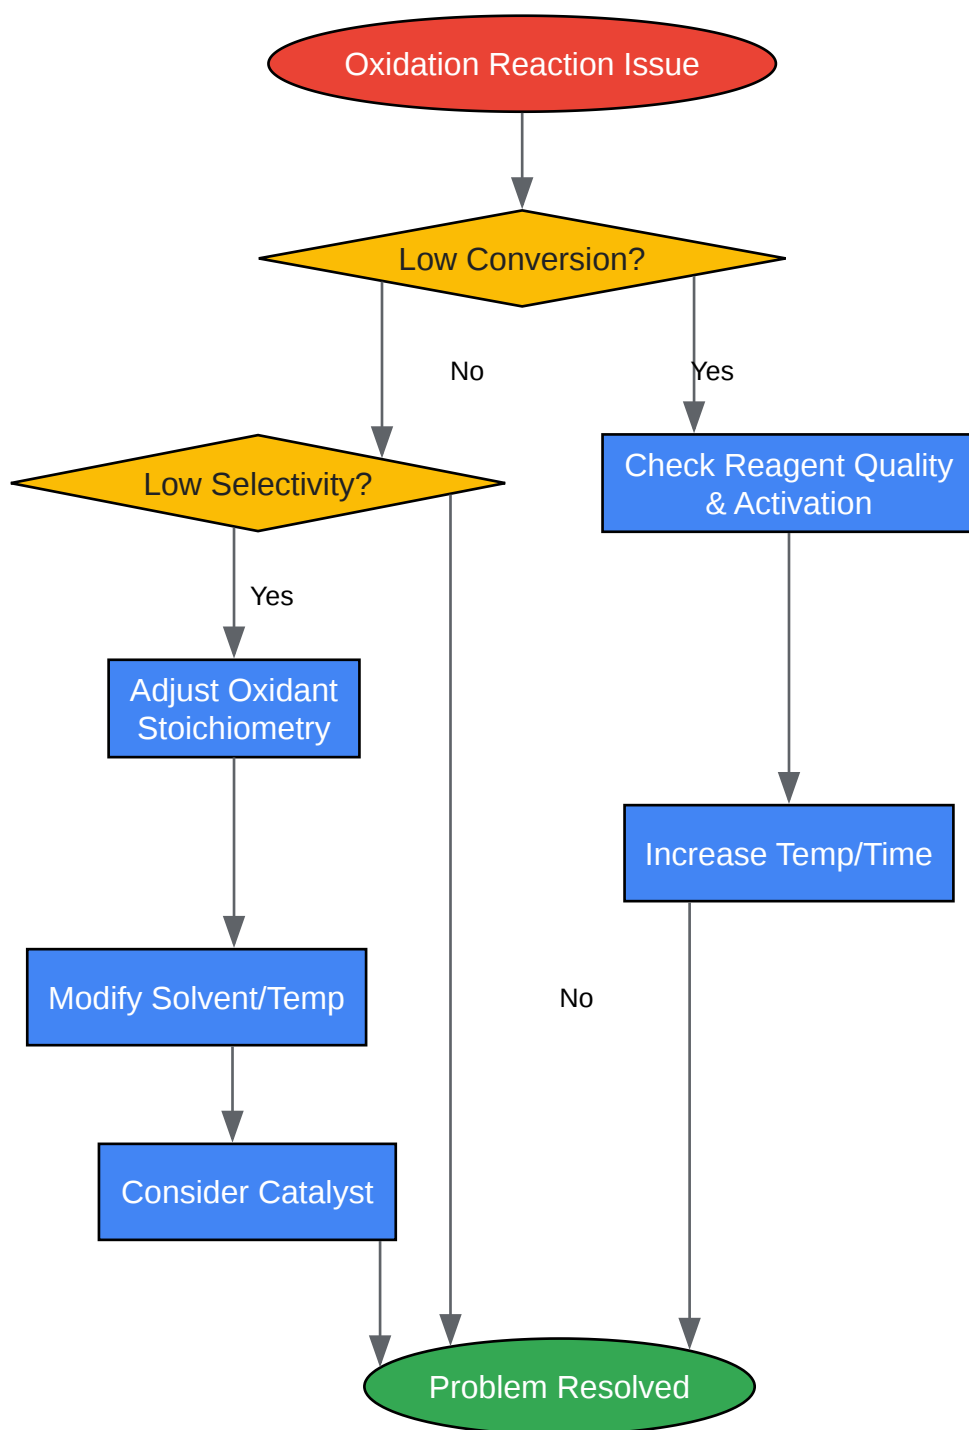 Oxidation Reaction Issue
Low Conversion?
No
Yes
Low Selectivity?
Check Reagent Quality
& Activation
Yes
Adjust Oxidant
Stoichiometry
Increase Temp/Time
Modify Solvent/Temp
No
Consider Catalyst
Problem Resolved